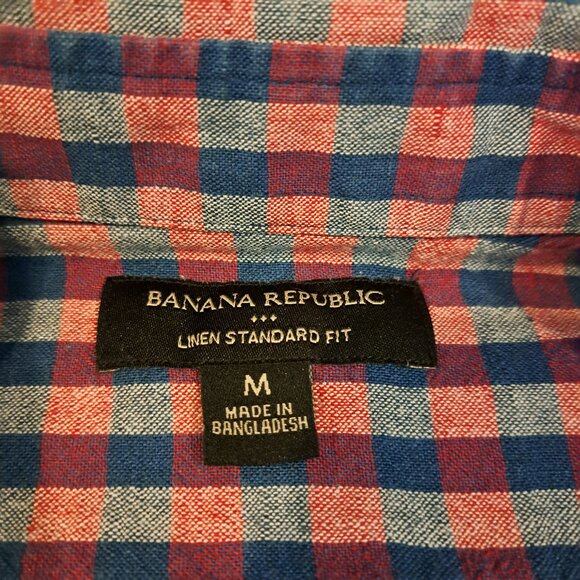 BANANA REPUBLIC
LINEN STANDARD FIT
M
MADE IN
BANGLADESH